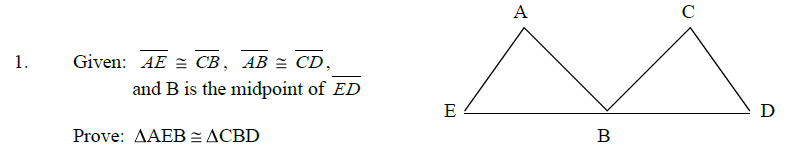 1. Given: AE ≅ CB, AB ≅ CD,
and B is the midpoint of ED
Prove: ΔAEB ≅ ΔCBD
A C
E D
B